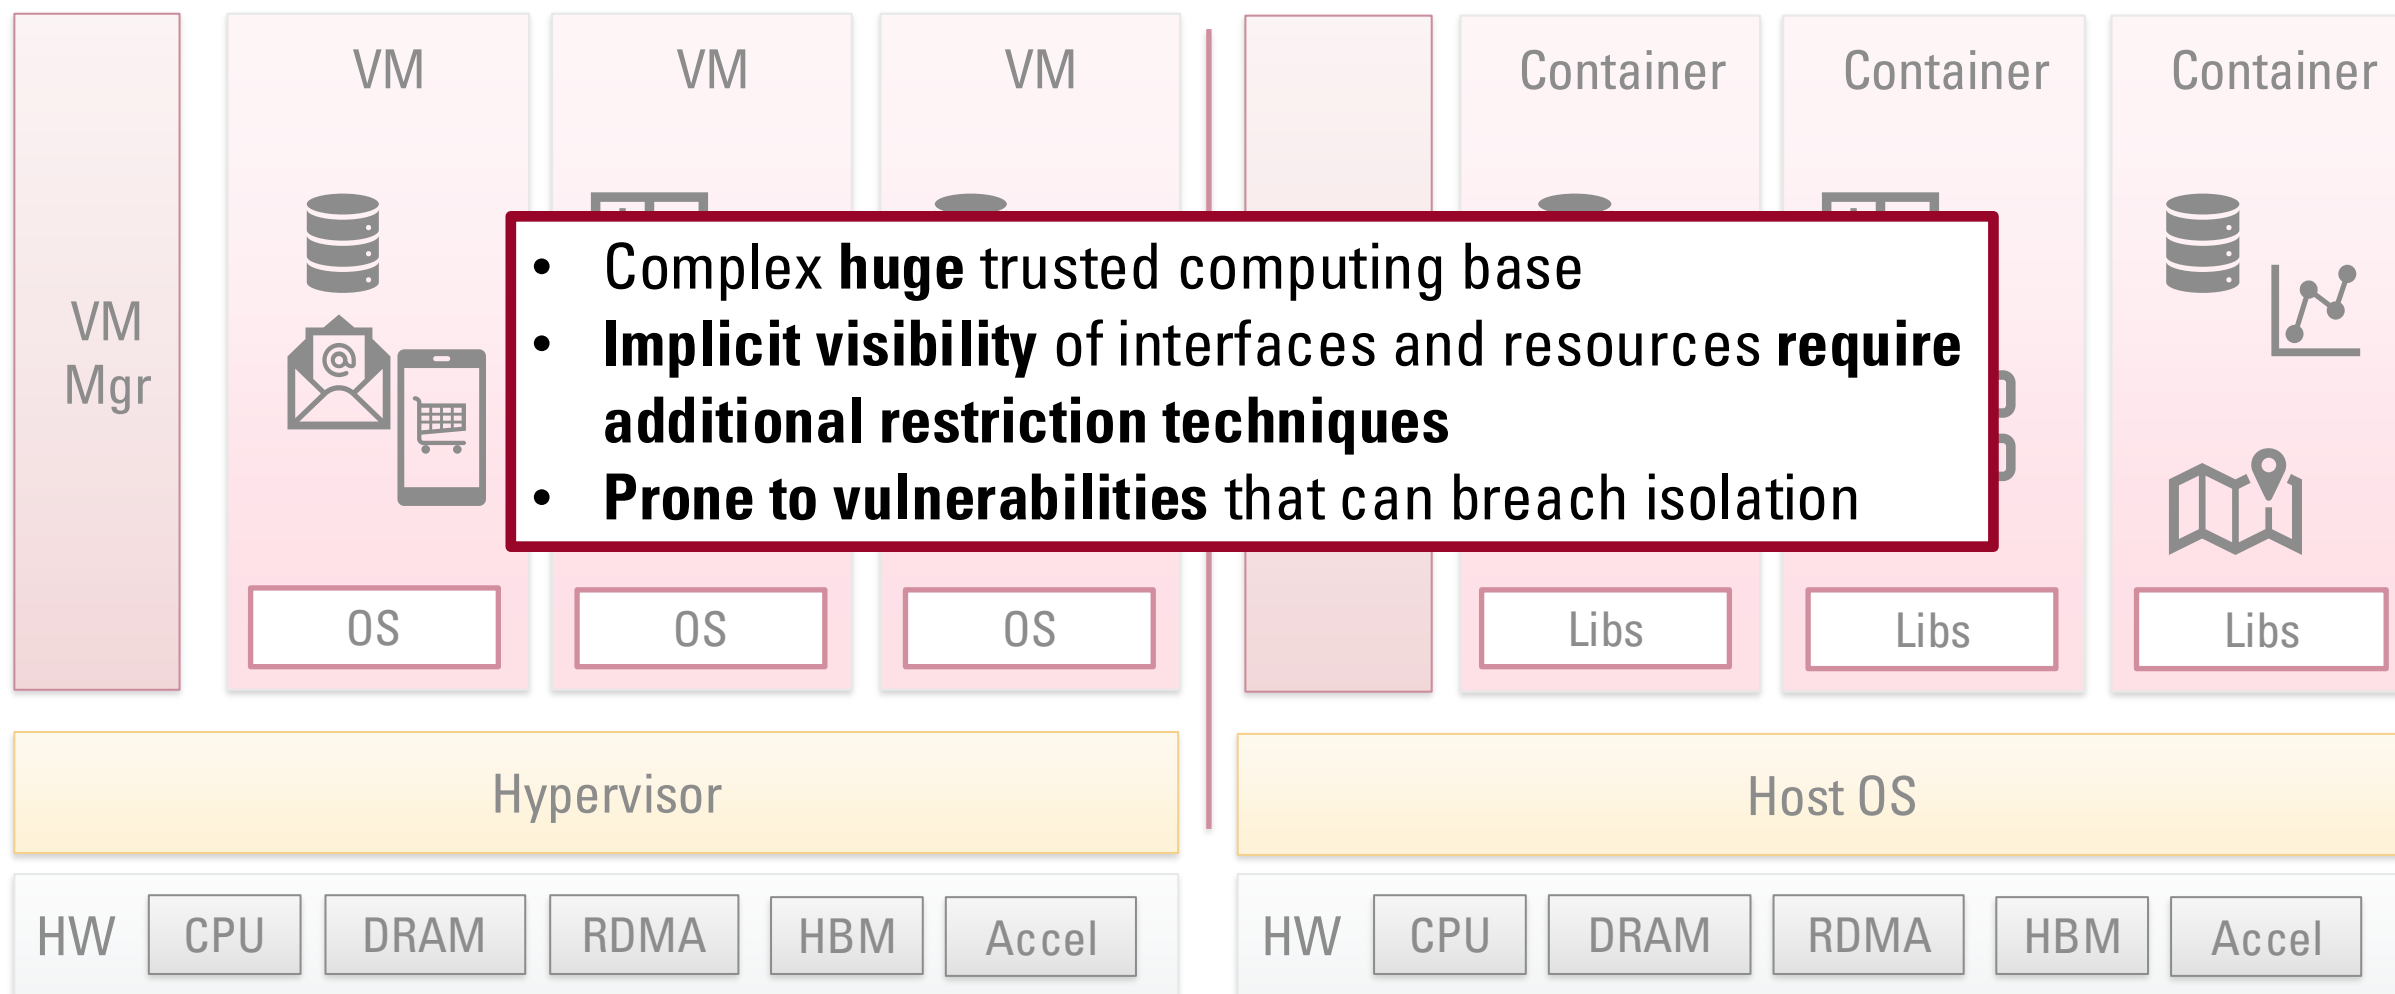 VM VM VM Container Container Container
• Complex huge trusted computing base
• Implicit visibility of interfaces and resources require
additional restriction techniques
• Prone to vulnerabilities that can breach isolation
VM
Mgr
@
OS OS OS Libs Libs Libs
Hypervisor Host OS
HW CPU DRAM RDMA HBM Accel HW CPU DRAM RDMA HBM Accel